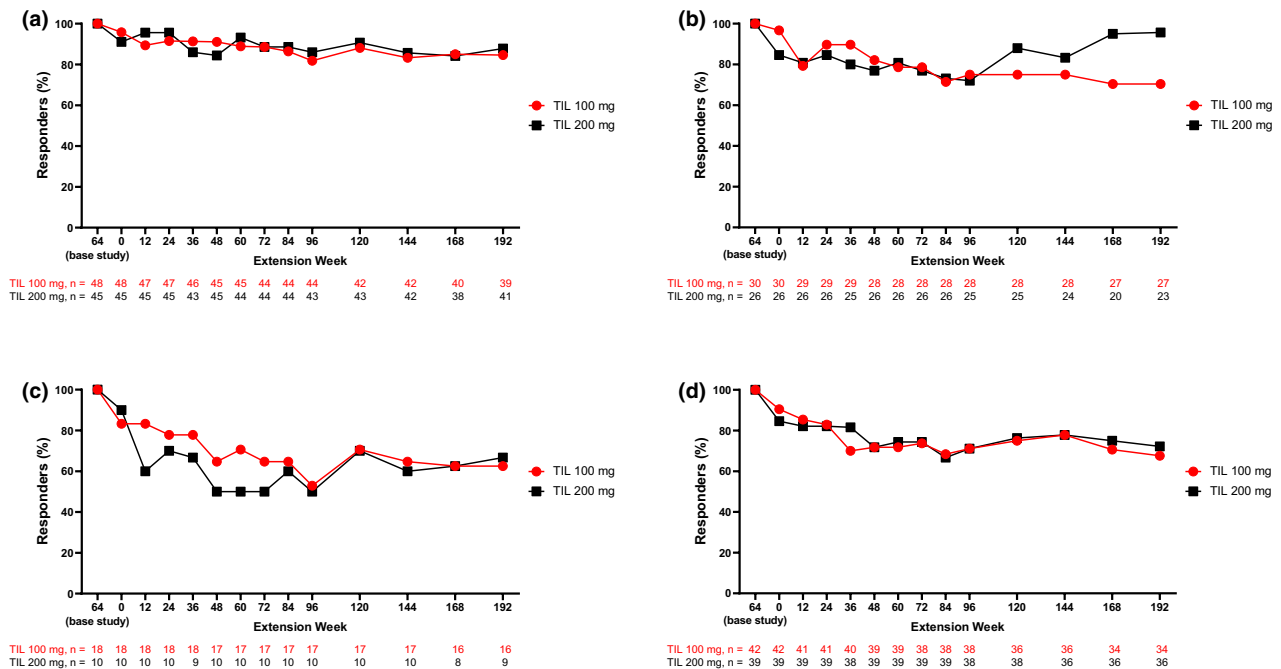 (a)
Responders (%)
100
80
60
40
20
0
64 0 12 24 36 48 60 72 84 96 120 144 168 192
(base study)
Extension Week
TIL 100 mg
TIL 200 mg
TIL 100 mg, n = 48 48 47 47 46 45 45 44 44 44 42 42 40 39
TIL 200 mg, n = 45 45 45 45 43 45 44 44 44 43 43 42 38 41
(b)
Responders (%)
100
80
60
40
20
0
64 0 12 24 36 48 60 72 84 96 120 144 168 192
(base study)
Extension Week
TIL 100 mg
TIL 200 mg
TIL 100 mg, n = 30 30 29 29 29 28 28 28 28 28 28 28 27 27
TIL 200 mg, n = 26 26 26 26 25 26 26 26 26 25 25 24 20 23
(c)
Responders (%)
100
80
60
40
20
0
64 0 12 24 36 48 60 72 84 96 120 144 168 192
(base study)
Extension Week
TIL 100 mg
TIL 200 mg
TIL 100 mg, n = 18 18 18 18 18 17 17 17 17 17 17 17 16 16
TIL 200 mg, n = 10 10 10 10 9 10 10 10 10 10 10 10 8 9
(d)
Responders (%)
100
80
60
40
20
0
64 0 12 24 36 48 60 72 84 96 120 144 168 192
(base study)
Extension Week
TIL 100 mg
TIL 200 mg
TIL 100 mg, n = 42 42 41 41 40 39 39 38 38 38 36 36 34 34
TIL 200 mg, n = 39 39 39 39 38 39 39 39 39 38 38 36 36 36